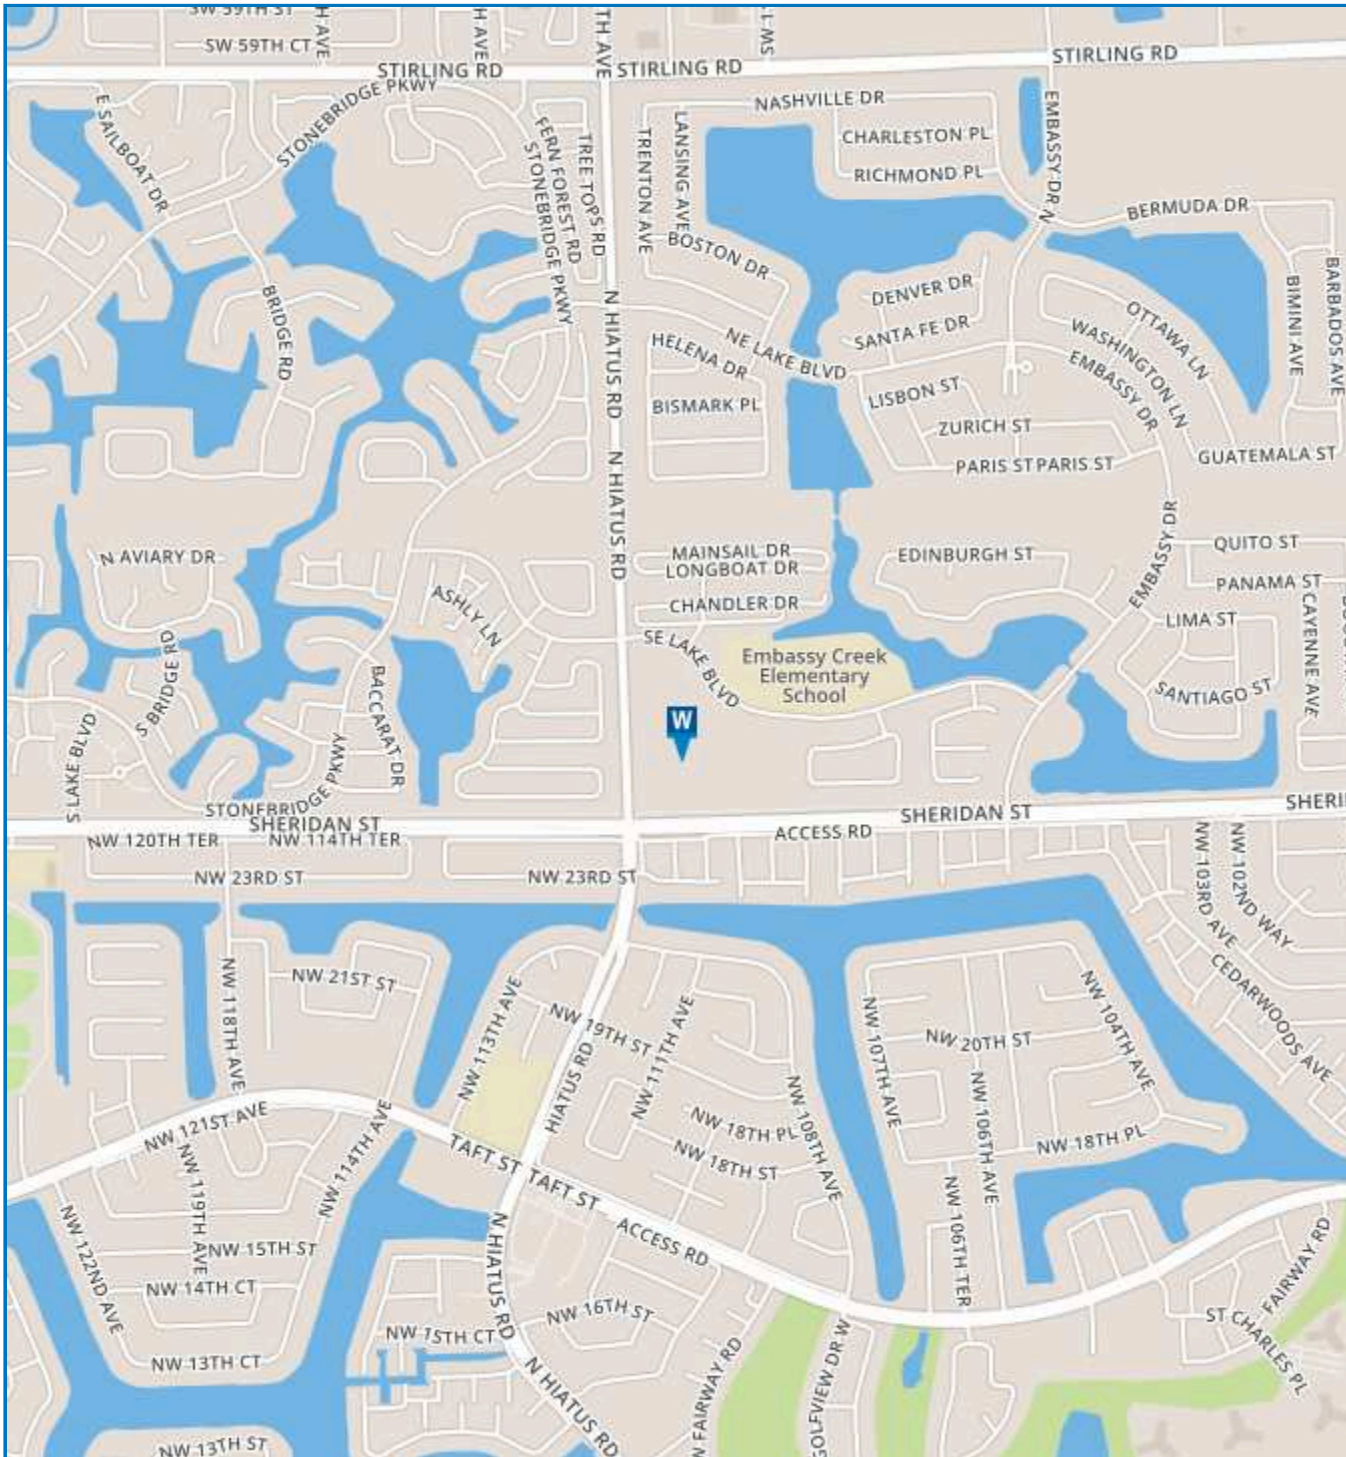 SW 59TH ST
SW 59TH CT
STIRLING RD
STIRLING RD
STIRLING RD
STONEBRIDGE PKWY
E SAILBOAT DR
FERN FOREST RD
STONEBRIDGE PKWY
TREE TOPS RD
TRENTON AVE
LANSING AVE
NASHVILLE DR
CHARLESTON PL
RICHMOND PL
EMBASSY DR N
BERMUDA DR
BOSTON DR
BRIDGE RD
N HIATUS RD
DENVER DR
SANTA FE DR
OTTAWA LN
WASHINGTON LN
EMBASSY DR
BIMINI AVE
BARBADOS AVE
HELENA DR
NE LAKE BLVD
BISMARK PL
LISBON ST
ZURICH ST
PARIS ST
PARIS ST
GUATEMALA ST
N HIATUS RD
N AVIARY DR
MAINSAIL DR
LONGBOAT DR
CHANDLER DR
EDINBURGH ST
EMBASSY DR
QUITO ST
PANAMA ST
LIMA ST
CAYENNE AVE
SANTIAGO ST
ASHLY LN
S BRIDGE RD
BACCARAT DR
S LAKE BLVD
SE LAKE BLVD
Embassy Creek
Elementary
School
W
STONEBRIDGE PKWY
SHERIDAN ST
SHERIDAN ST
SHERI
ACCESS RD
NW 120TH TER
NW 114TH TER
NW 23RD ST
NW 23RD ST
NW 103RD AVE
NW 102ND WAY
CEDARWOODS AVE
NW 21ST ST
NW 118TH AVE
NW 113TH AVE
NW 19TH ST
NW 111TH AVE
HIATUS RD
NW 107TH AVE
NW 20TH ST
NW 104TH AVE
NW 106TH AVE
NW 108TH AVE
NW 18TH PL
NW 18TH ST
NW 18TH PL
NW 121ST AVE
NW 119TH AVE
NW 114TH AVE
TAFT ST
TAFT ST
ACCESS RD
NW 122ND AVE
NW 15TH ST
NW 14TH CT
NW 13TH CT
NW 13TH ST
N HIATUS RD
NW 15TH CT
NW 16TH ST
N HIATUS RD
W FAIRWAY RD
GOLFVIEW DR W
NW 106TH TER
FAIRWAY RD
ST CHARLES PL